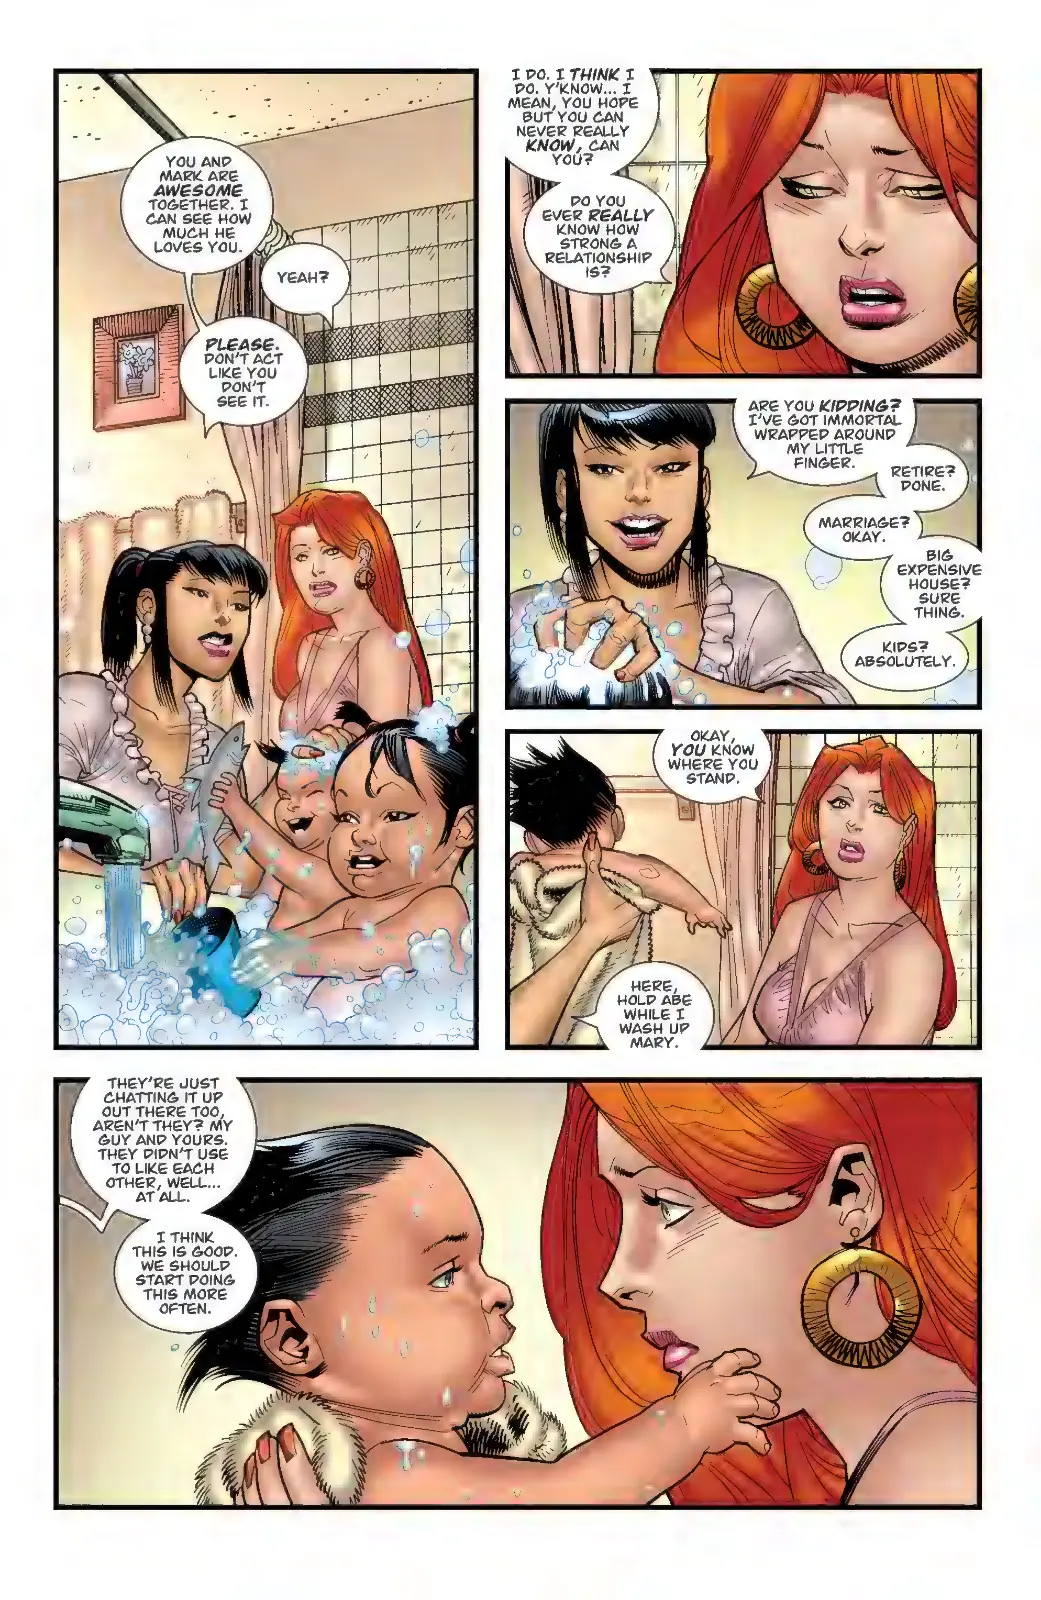 YOU AND
MARK ARE
AWESOME
TOGETHER. I
CAN SEE HOW
MUCH HE
LOVES YOU.
YEAH?
PLEASE.
DON'T ACT
LIKE YOU
DON'T
SEE IT.
I DO. I THINK I
DO. Y'KNOW... I
MEAN, YOU HOPE
BUT YOU CAN
NEVER REALLY
KNOW, CAN
YOU?
DO YOU
EVER REALLY
KNOW HOW
STRONG A
RELATIONSHIP
IS?
ARE YOU KIDDING?
I'VE GOT IMMORTAL
WRAPPED AROUND
MY LITTLE
FINGER.
RETIRE?
DONE.
MARRIAGE?
OKAY.
BIG
EXPENSIVE
HOUSE?
SURE
THING.
KIDS?
ABSOLUTELY.
OKAY,
YOU KNOW
WHERE YOU
STAND.
HERE,
HOLD ABE
WHILE I
WASH UP
MARY.
THEY'RE JUST
CHATTING IT UP
OUT THERE TOO,
AREN'T THEY? MY
GUY AND YOURS.
THEY DIDN'T USE
TO LIKE EACH
OTHER, WELL...
AT ALL.
I THINK
THIS IS GOOD.
WE SHOULD
START DOING
THIS MORE
OFTEN.